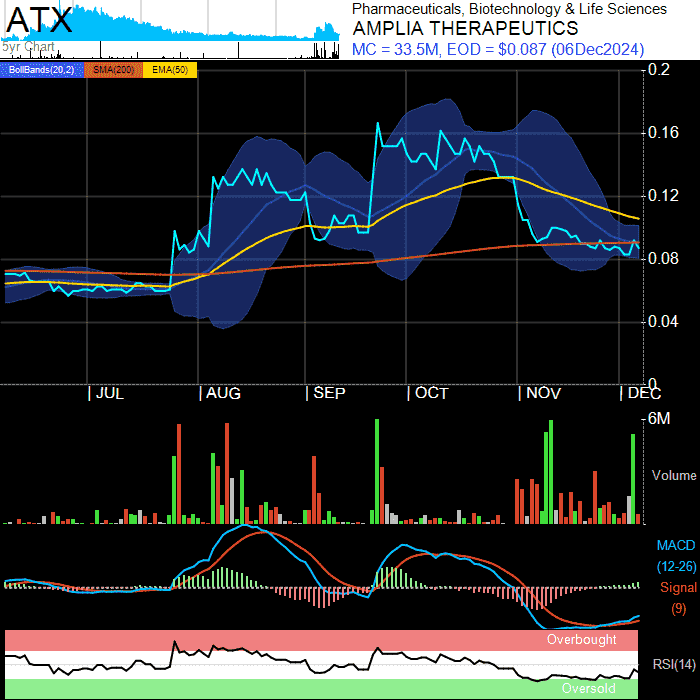 ATX
5yr Chart
Pharmaceuticals, Biotechnology & Life Sciences
AMPLIA THERAPEUTICS
MC = 33.5M, EOD = $0.087 (06Dec2024)
BollBands(20,2) SMA(200) EMA(50)
0.2
0.16
0.12
0.08
0.04
0
JUL AUG SEP OCT NOV DEC
6M
Volume
MACD
(12-26)
Signal
(9)
Overbought
RSI(14)
Oversold